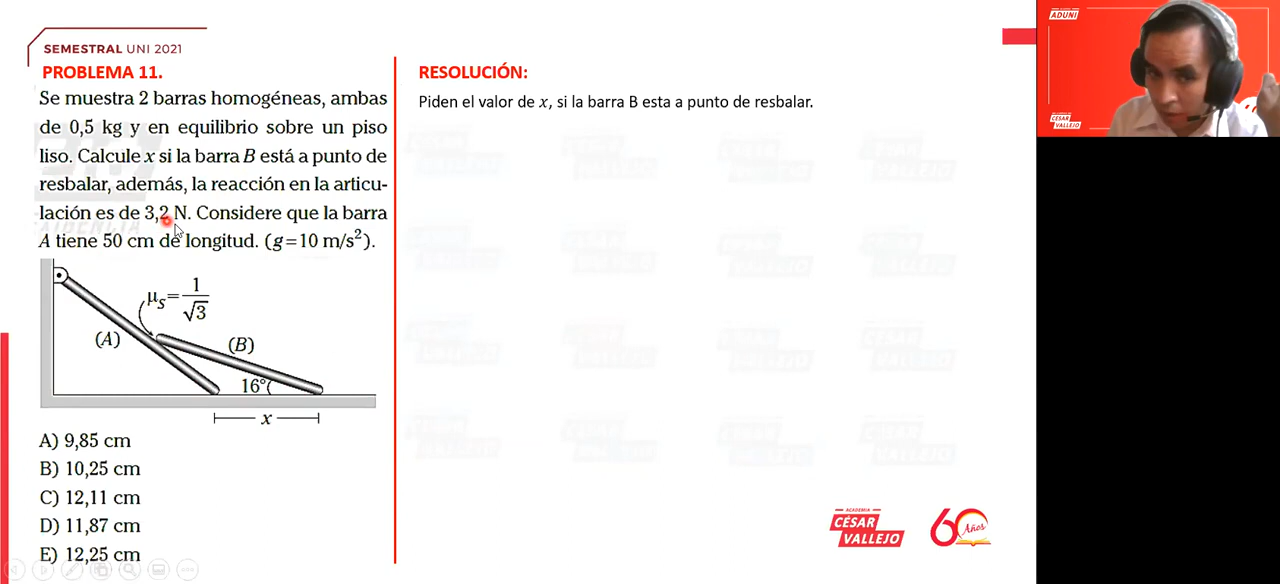 SEMESTRAL UNI 2021
PROBLEMA 11.
Se muestra 2 barras homogéneas, ambas
de 0,5 kg y en equilibrio sobre un piso
liso. Calcule x si la barra B está a punto de
resbalar, además, la reacción en la articu-
lación es de 3,2 N. Considere que la barra
A tiene 50 cm de longitud. (g=10 m/s²).
μS=1/√3
(A)
(B)
16°
x
A) 9,85 cm
B) 10,25 cm
C) 12,11 cm
D) 11,87 cm
E) 12,25 cm
RESOLUCIÓN:
Piden el valor de x, si la barra B esta a punto de resbalar.
ACADEMIA
CÉSAR
VALLEJO
60 Años
ADUNI
CÉSAR
VALLEJO